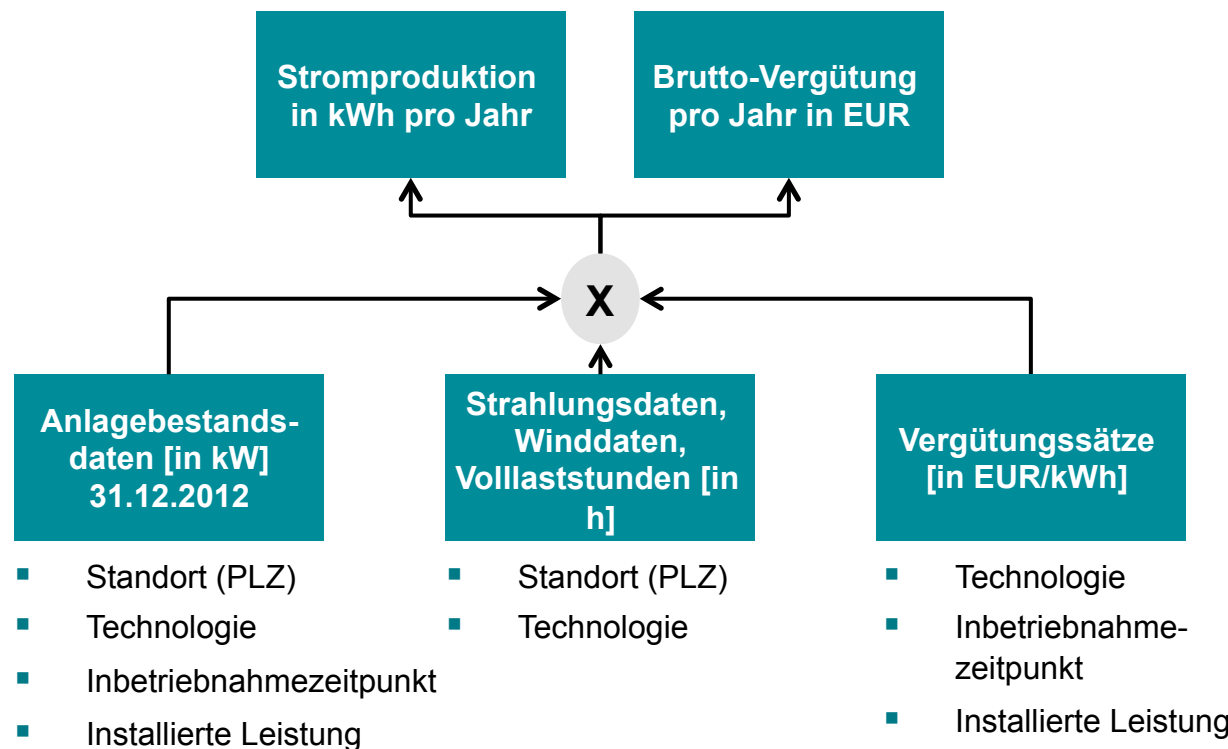 Stromproduktion
in kWh pro Jahr
Brutto-Vergütung
pro Jahr in EUR
X
Anlagebestands-
daten [in kW]
31.12.2012
Strahlungsdaten,
Winddaten,
Volllaststunden [in
h]
Vergütungssätze
[in EUR/kWh]
Standort (PLZ)
Technologie
Inbetriebnahmezeitpunkt
Installierte Leistung
Standort (PLZ)
Technologie
Technologie
Inbetriebnahme-
zeitpunkt
Installierte Leistung